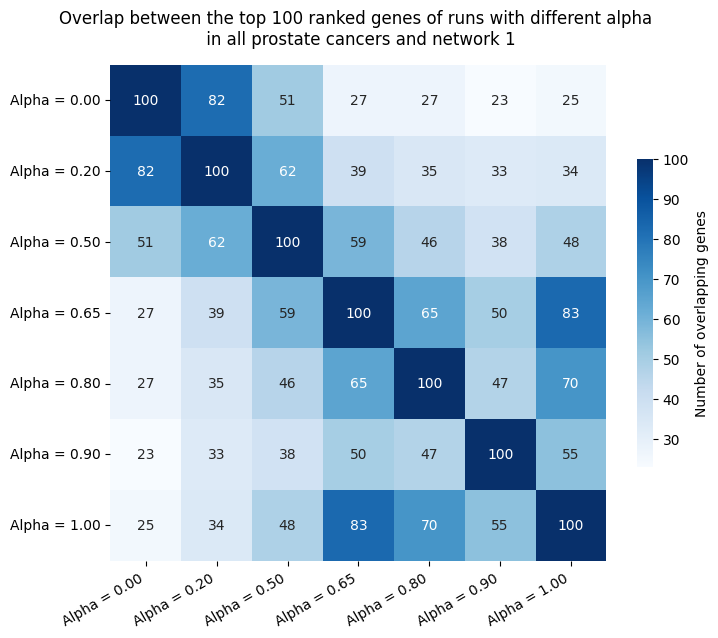 Overlap between the top 100 ranked genes of runs with different alpha
in all prostate cancers and network 1
Alpha = 0.00 100 82 51 27 27 23 25
Alpha = 0.20 82 100 62 39 35 33 34
Alpha = 0.50 51 62 100 59 46 38 48
Alpha = 0.65 27 39 59 100 65 50 83
Alpha = 0.80 27 35 46 65 100 47 70
Alpha = 0.90 23 33 38 50 47 100 55
Alpha = 1.00 25 34 48 83 70 55 100
Alpha = 0.00 Alpha = 0.20 Alpha = 0.50 Alpha = 0.65 Alpha = 0.80 Alpha = 0.90 Alpha = 1.00
100
90
80
70
60
50
40
30
Number of overlapping genes